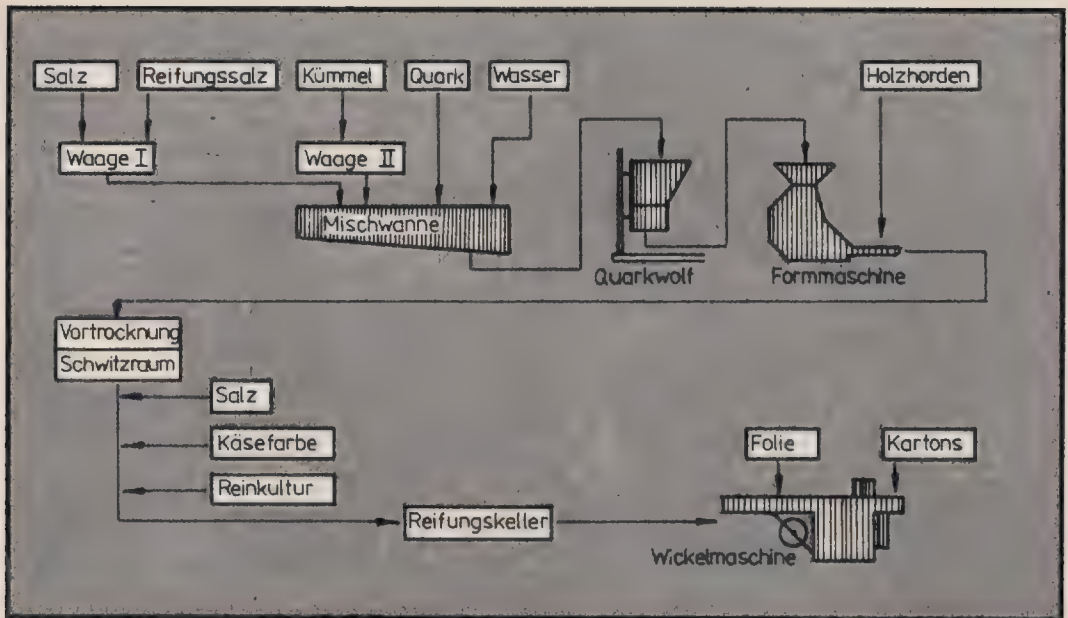 Salz
Reifungssalz
Kümmel
Quark
Wasser
Holzhorden
Waage I
Waage II
Mischwanne
Quarkwolf
Formmaschine
Vortrocknung
Schwitzraum
Salz
Käsefarbe
Reinkultur
Folie
Kartons
Reifungskeller
Wickelmaschine